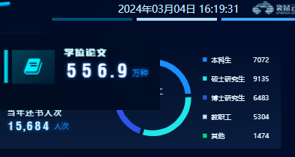 2024年03月04日 16:19:31
学位论文
556.9 万种
当年还书人次
15,684 人次
本科生 7072
硕士研究生 9135
博士研究生 6483
教职工 5304
其他 1474